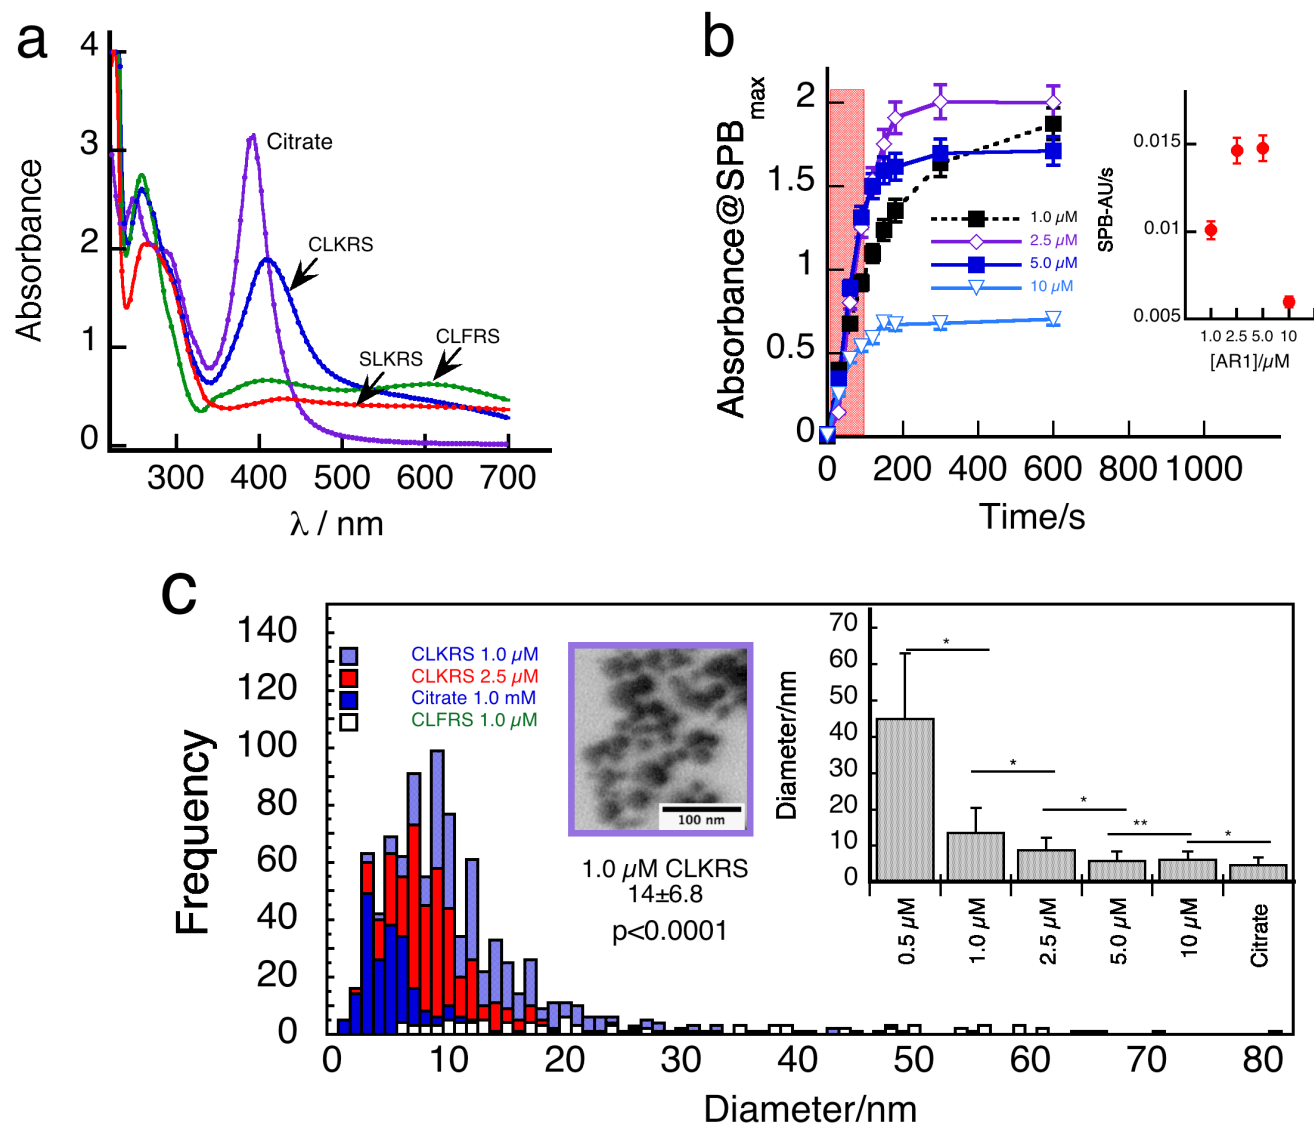 a
Absorbance
4
3
2
1
0
Citrate
CLKRS
CLFRS
SLKRS
300 400 500 600 700
λ / nm
b
Absorbance@SPBmax
2
1.5
1
0.5
0
1.0 µM
2.5 µM
5.0 µM
10 µM
0 200 400 600 800 1000
Time/s
SPB-AU/s
0.015
0.01
0.005
1.0 2.5 5.0 10
[AR1]/µM
c
Frequency
140
120
100
80
60
40
20
0
CLKRS 1.0 µM
CLKRS 2.5 µM
Citrate 1.0 mM
CLFRS 1.0 µM
100 nm
1.0 µM CLKRS
14±6.8
p<0.0001
Diameter/nm
70
60
50
40
30
20
10
0
*
*
*
**
*
0.5 µM
1.0 µM
2.5 µM
5.0 µM
10 µM
Citrate
0 10 20 30 40 50 60 70 80
Diameter/nm